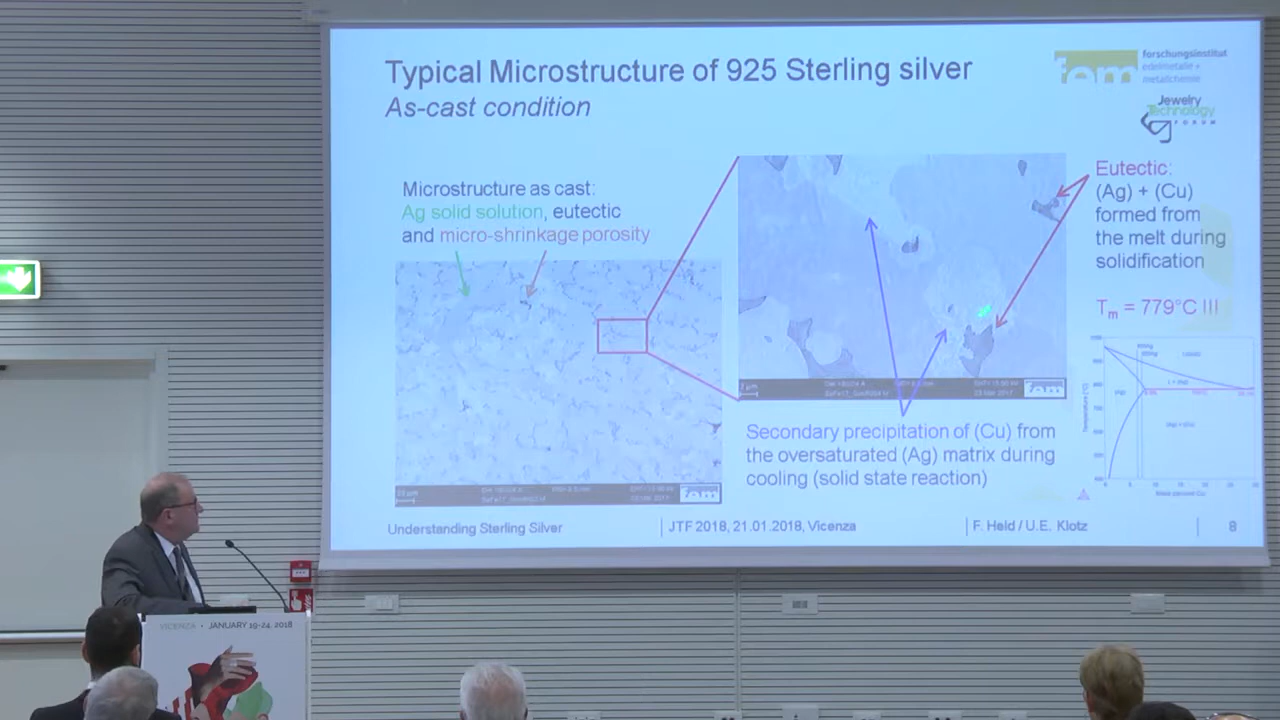 Typical Microstructure of 925 Sterling silver
As-cast condition
fem
forschungsinstitut
edelmetalle +
metallchemie
Jewelry
Technology
FORUM
Microstructure as cast:
Ag solid solution, eutectic
and micro-shrinkage porosity
Eutectic:
(Ag) + (Cu)
formed from
the melt during
solidification
Tm = 779°C !!!
Secondary precipitation of (Cu) from
the oversaturated (Ag) matrix during
cooling (solid state reaction)
fem
fem
Understanding Sterling Silver
JTF 2018, 21.01.2018, Vicenza
F. Held / U.E. Klotz
8
VICENZA • JANUARY 19-24, 2018